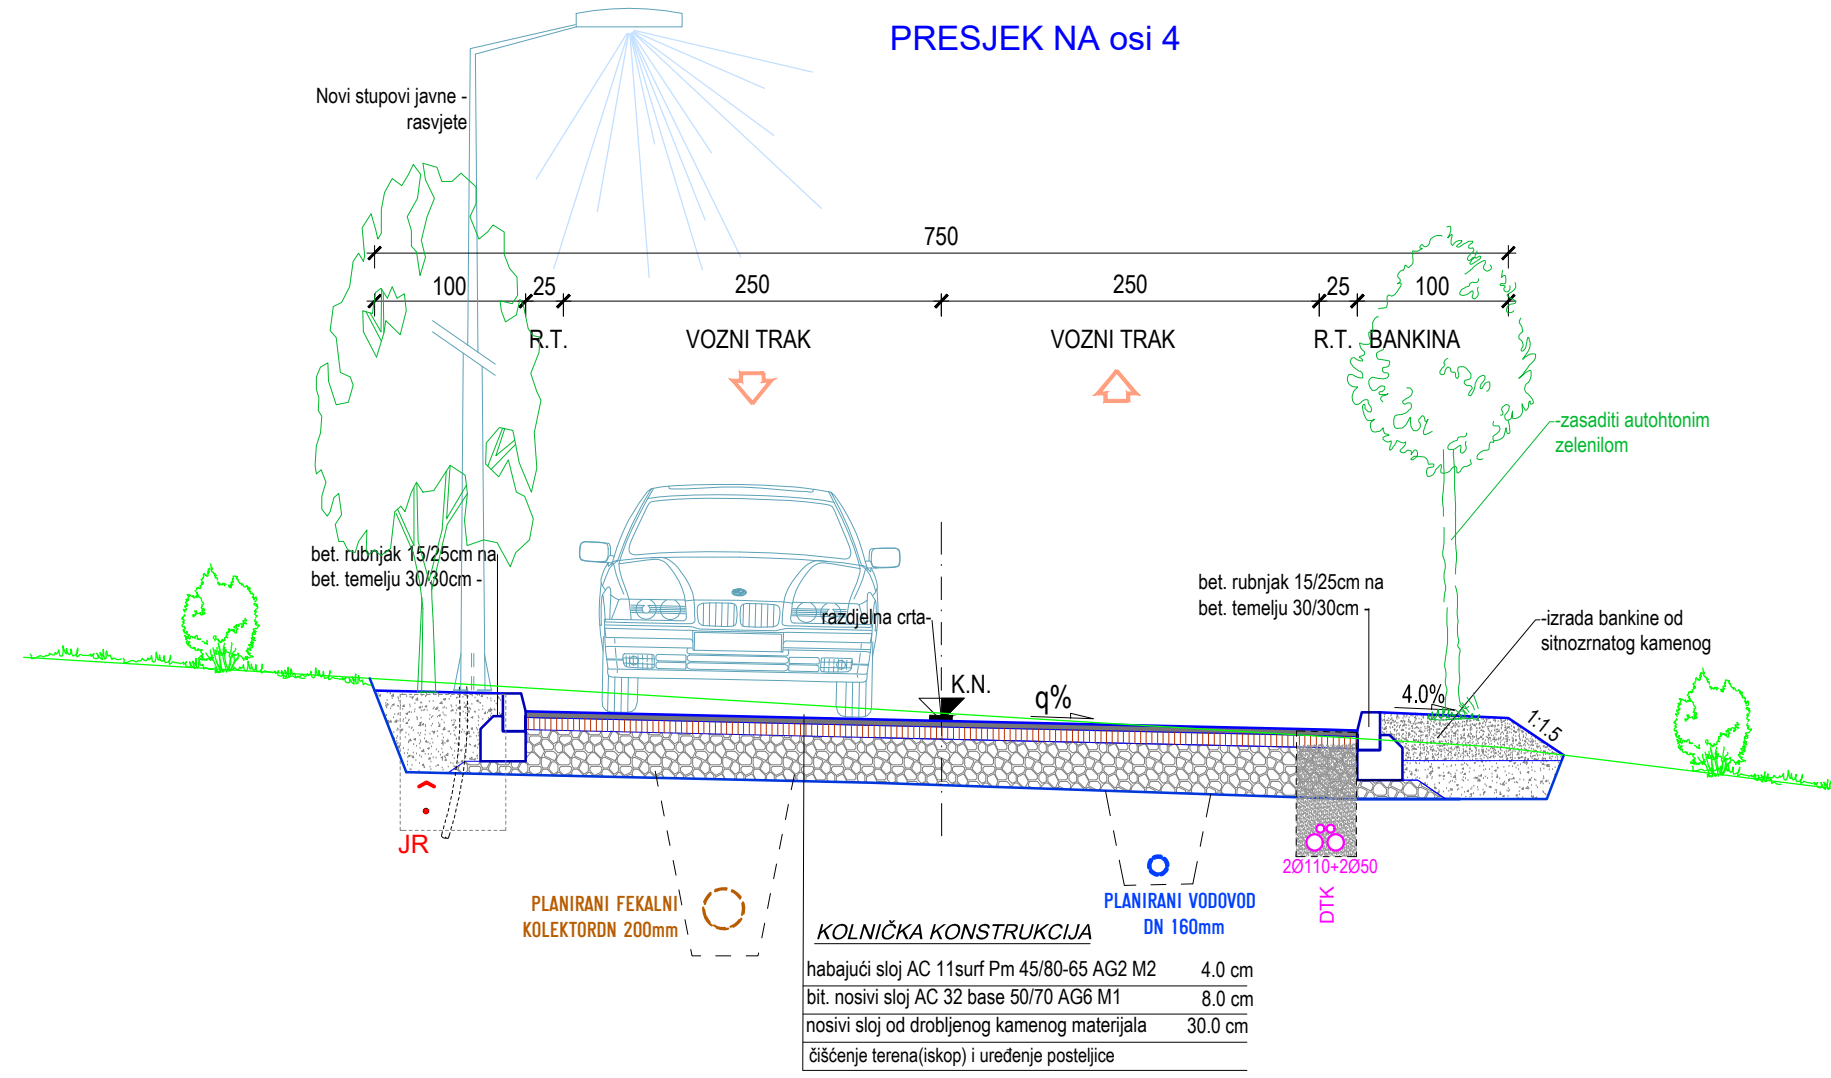 PRESJEK NA osi 4
Novi stupovi javne -
rasvjete
750
100 25 250 250 25 100
R.T. VOZNI TRAK VOZNI TRAK R.T. BANKINA
-zasaditi autohtonim
zelenilom
bet. rubnjak 15/25cm na
bet. temelju 30/30cm -
bet. rubnjak 15/25cm na
bet. temelju 30/30cm -
razdjelna crta-
-izrada bankine od
sitnozrnatog kamenog
K.N.
q%
4.0%
1:1.5
JR
2Ø110+2Ø50
DTK
PLANIRANI FEKALNI
KOLEKTORDN 200mm
PLANIRANI VODOVOD
DN 160mm
KOLNIČKA KONSTRUKCIJA
habajući sloj AC 11surf Pm 45/80-65 AG2 M2 4.0 cm
bit. nosivi sloj AC 32 base 50/70 AG6 M1 8.0 cm
nosivi sloj od drobljenog kamenog materijala 30.0 cm
čišćenje terena(iskop) i uređenje posteljice